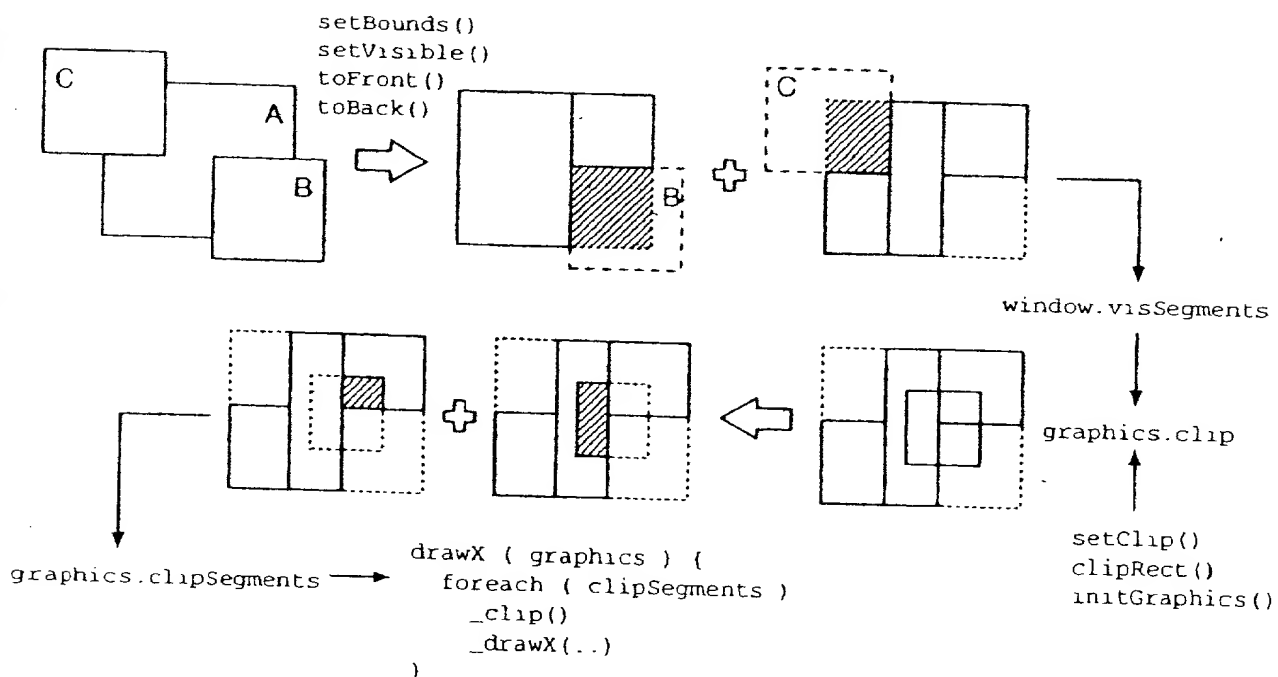 setBounds()
setVisible()
toFront()
toBack()
C
A
B
B
C
window.visSegments
graphics.clip
setClip()
clipRect()
initGraphics()
graphics.clipSegments
drawX ( graphics ) {
foreach ( clipSegments )
_clip()
_drawX(..)
}